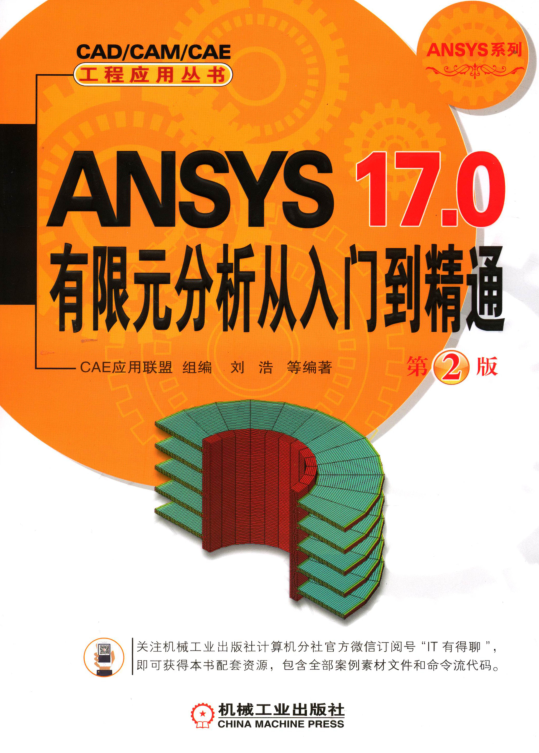 CAD/CAM/CAE
工程应用丛书
ANSYS系列
ANSYS 17.0
有限元分析从入门到精通
CAE应用联盟 组编 刘 浩 等编著
第2版
关注机械工业出版社计算机分社官方微信订阅号“IT有得聊”，
即可获得本书配套资源，包含全部案例素材文件和命令流代码。
机械工业出版社
CHINA MACHINE PRESS